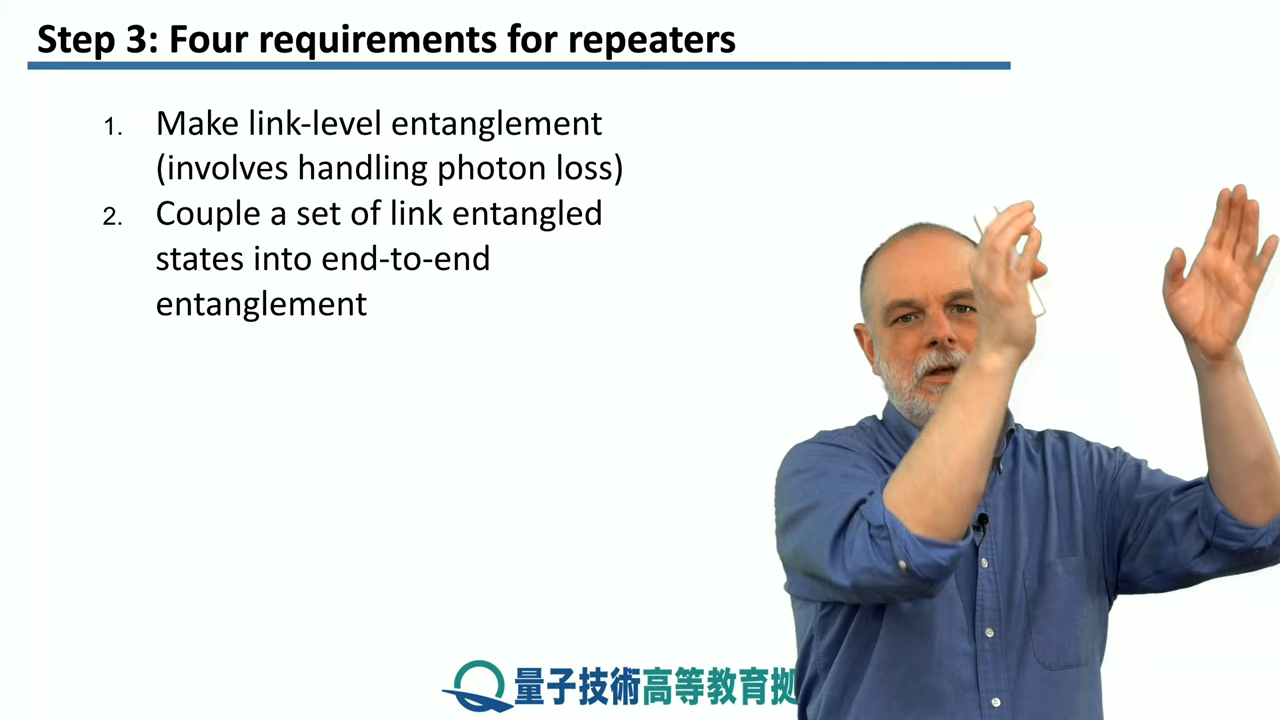 Step 3: Four requirements for repeaters
1. Make link-level entanglement
(involves handling photon loss)
2. Couple a set of link entangled
states into end-to-end
entanglement
量子技術高等教育拠